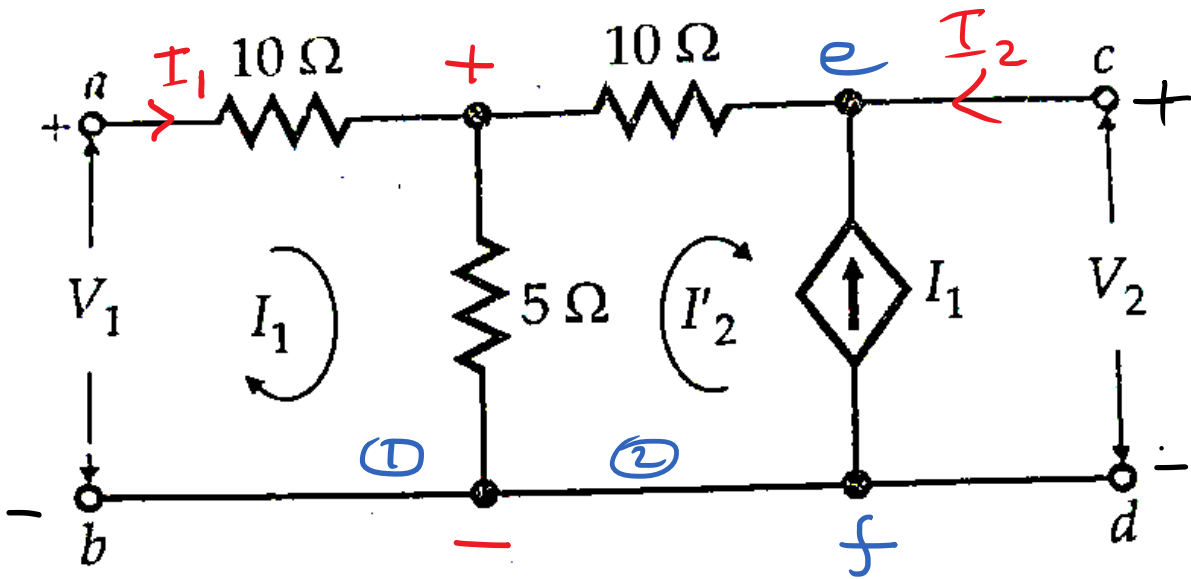 10 Ω
10 Ω
e
I₂
c
a
I₁
+
+
+
V₁
I₁
5 Ω
I'₂
I₁
V₂
①
②
-
b
-
f
d
-